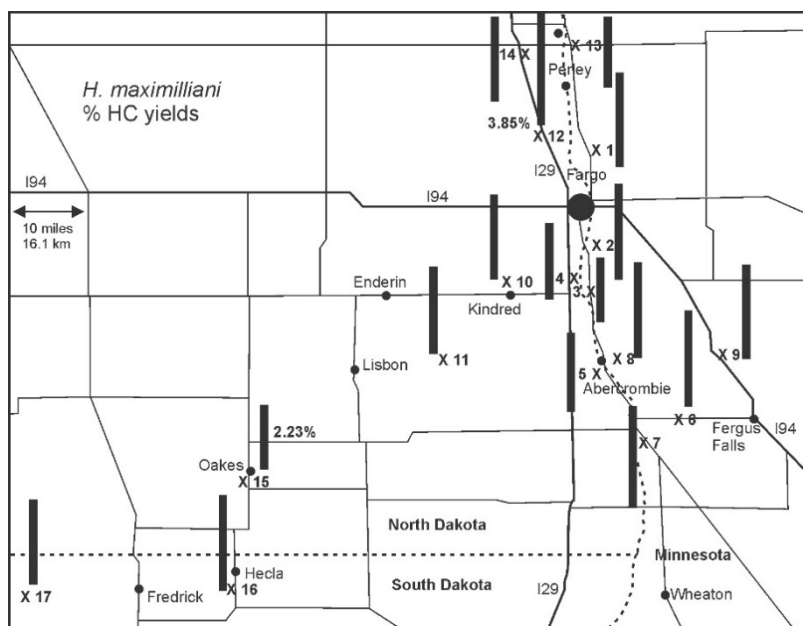 H. maximilliani
% HC yields
14 X
X 13
Perley
3.85%
X 12
X 1
I29
Fargo
I94
I94
10 miles
16.1 km
X 2
Enderin
X 10
4 X
3 X
Kindred
X 11
X 8
X 9
Lisbon
5 X
Abercrombie
X 6
Fergus
Falls
I94
2.23%
X 7
Oakes
X 15
North Dakota
Minnesota
Hecla
South Dakota
I29
X 17
Fredrick
X 16
Wheaton